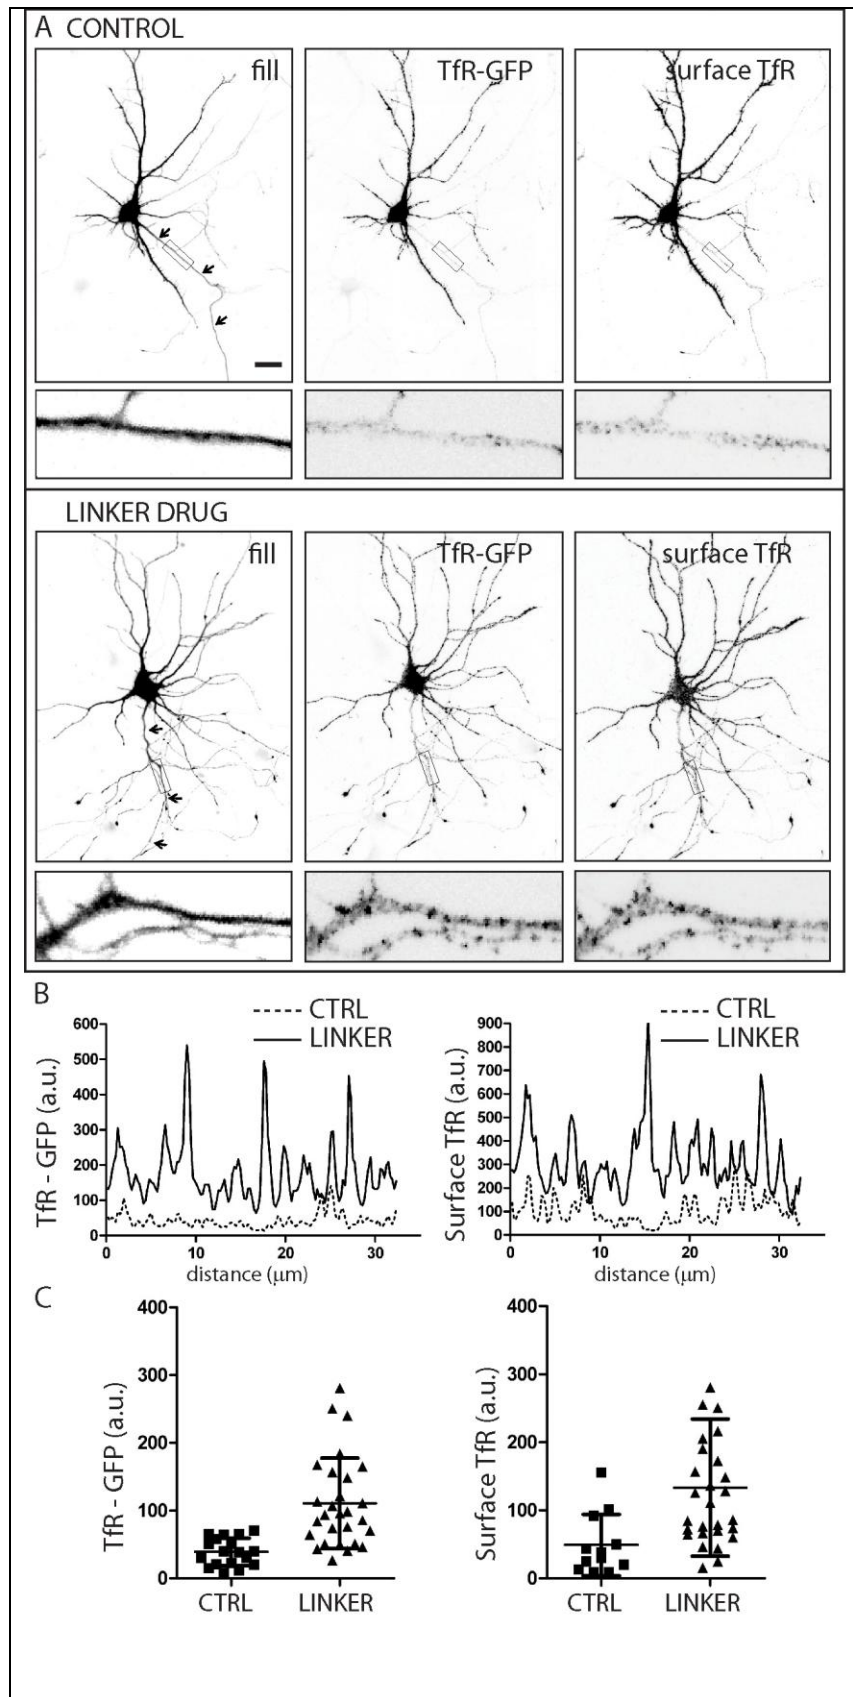 A CONTROL
fill
TfR-GFP
surface TfR
LINKER DRUG
fill
TfR-GFP
surface TfR
B
CTRL
LINKER
600
500
400
300
200
100
0
TfR - GFP (a.u.)
0 10 20 30
distance (μm)
CTRL
LINKER
900
800
700
600
500
400
300
200
100
0
Surface TfR (a.u.)
0 10 20 30
distance (μm)
C
400
300
200
100
0
TfR - GFP (a.u.)
CTRL LINKER
400
300
200
100
0
Surface TfR (a.u.)
CTRL LINKER